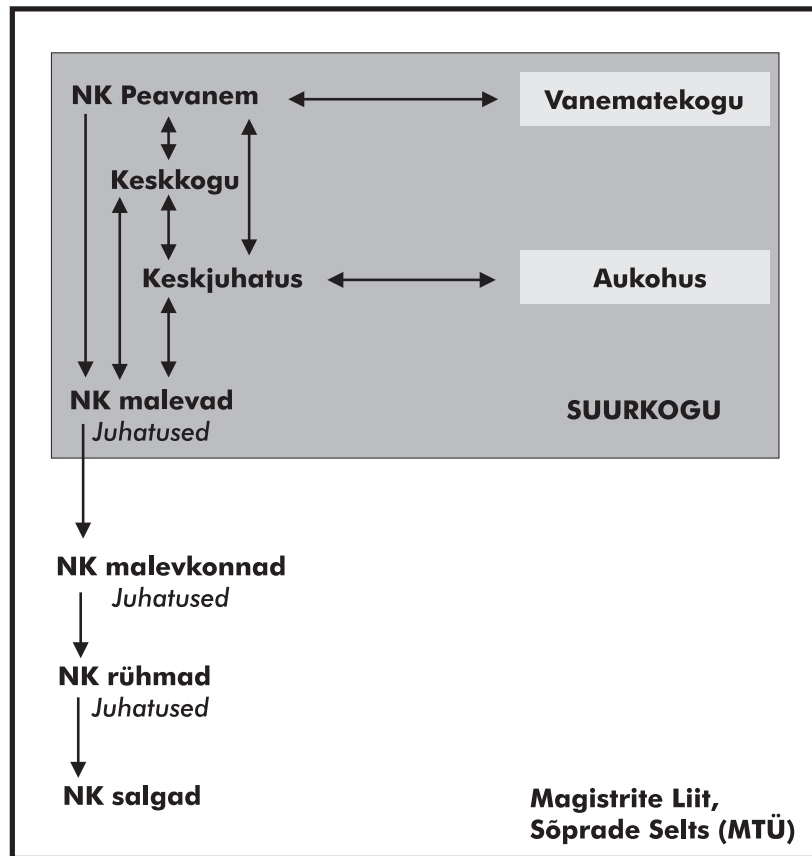 NK Peavanem
Vanematekogu
Keskkogu
Keskjuhatus
Aukohus
NK malevad
Juhatused
SUURKOGU
NK malevkonnad
Juhatused
NK rühmad
Juhatused
NK salgad
Magistrite Liit,
Sõprade Selts (MTÜ)